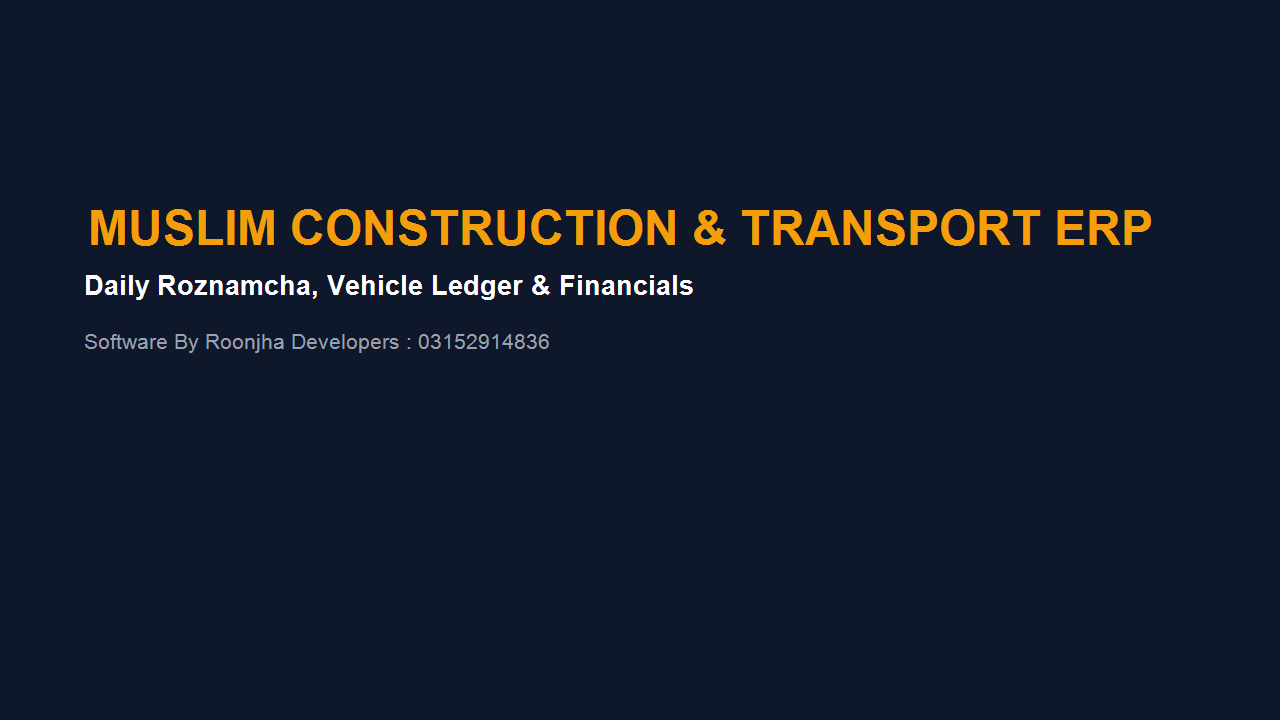 MUSLIM CONSTRUCTION & TRANSPORT ERP
Daily Roznamcha, Vehicle Ledger & Financials
Software By Roonjha Developers : 03152914836